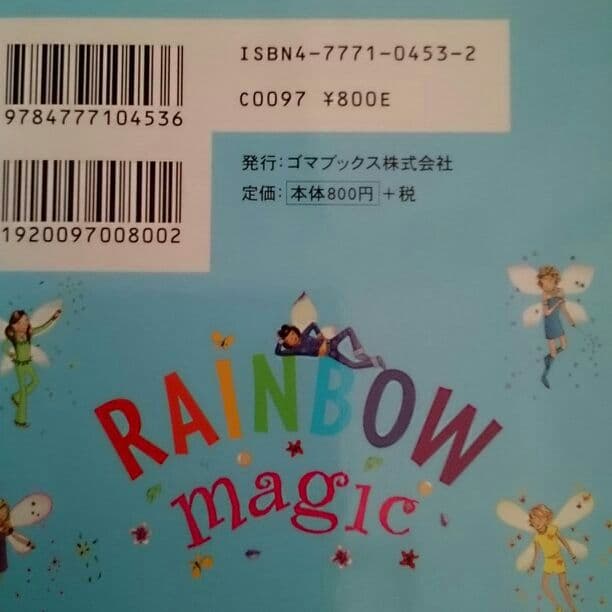 ISBN4-7771-0453-2
C0097 ¥800E
9784777104536
発行：ゴマブックス株式会社
定価：本体800円＋税
1920097008002
RAINBOW
magic